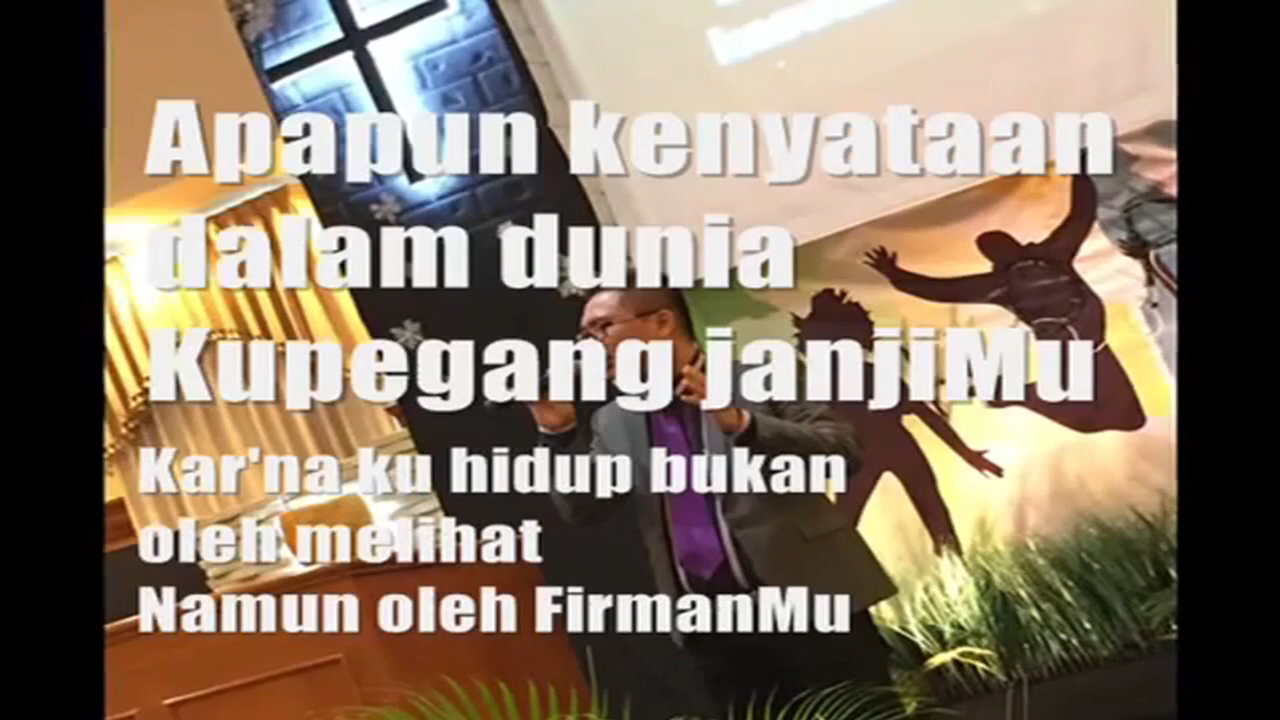 Apapun kenyataan
dalam dunia
Kupegang janjiMu
Kar'na ku hidup bukan
oleh melihat
Namun oleh FirmanMu